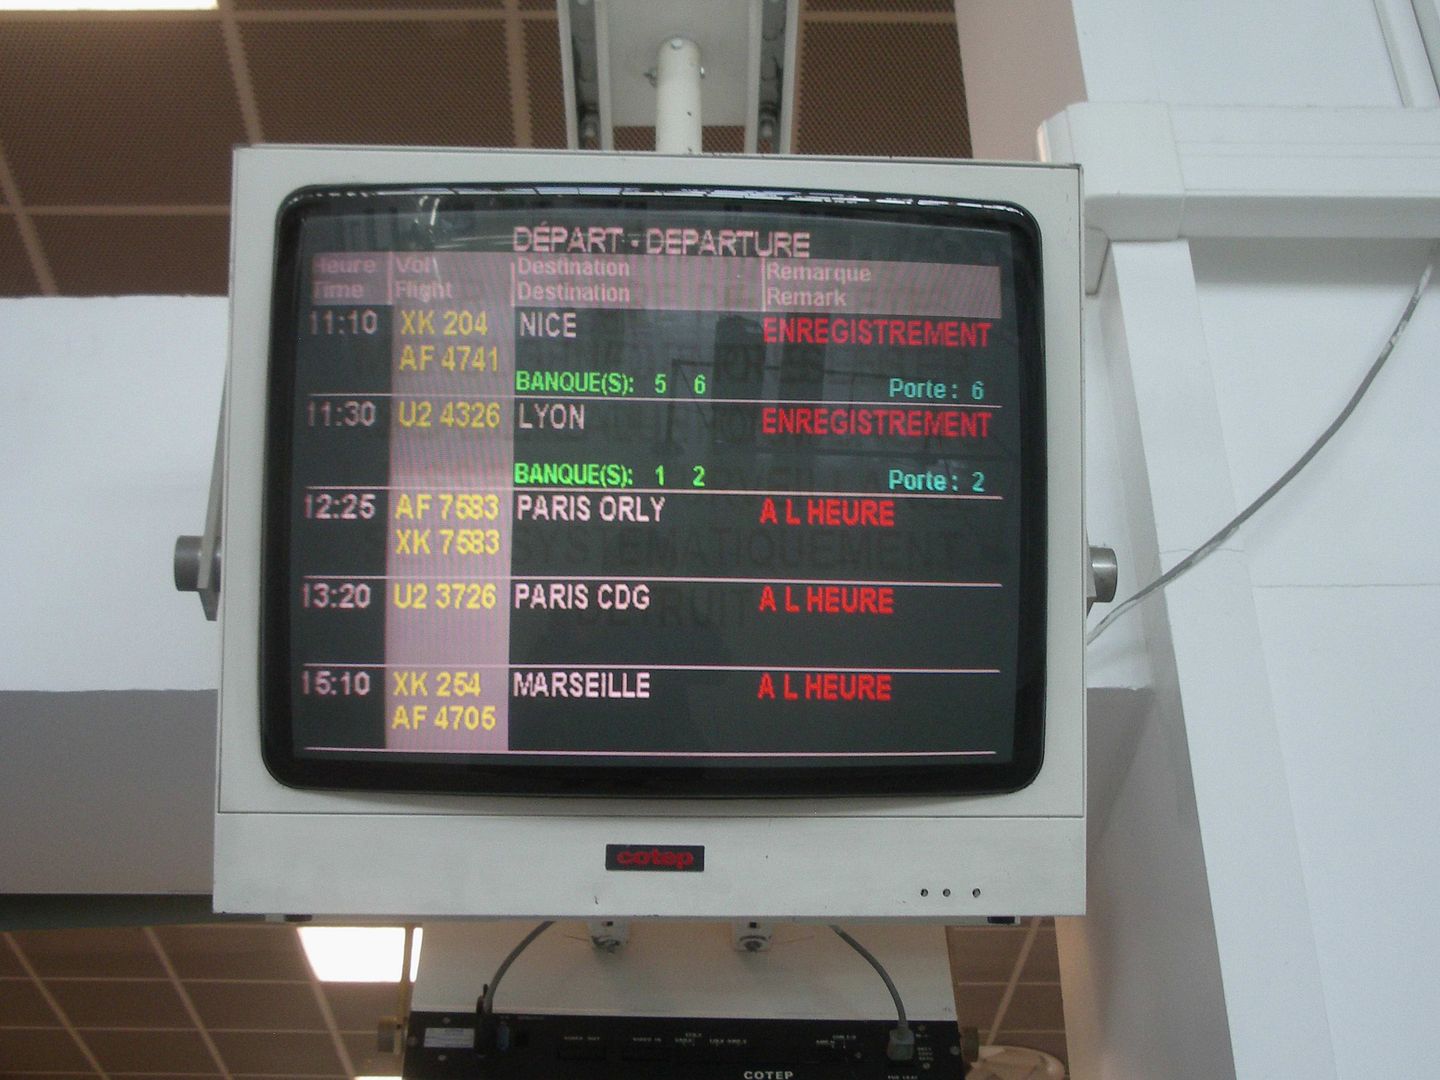 DÉPART - DEPARTURE
Heure Vol Destination Remarque
Time Flight Destination Remark
11:10 XK 204 NICE ENREGISTREMENT
AF 4741
BANQUE(S): 5 6 Porte: 6
11:30 U2 4326 LYON ENREGISTREMENT
BANQUE(S): 1 2 Porte: 2
12:25 AF 7583 PARIS ORLY A L HEURE
XK 7583
SYSTEMATIQUEMENT
13:20 U2 3726 PARIS CDG A L HEURE
DETRUIT
15:10 XK 254 MARSEILLE A L HEURE
AF 4705
cotep
COTEP